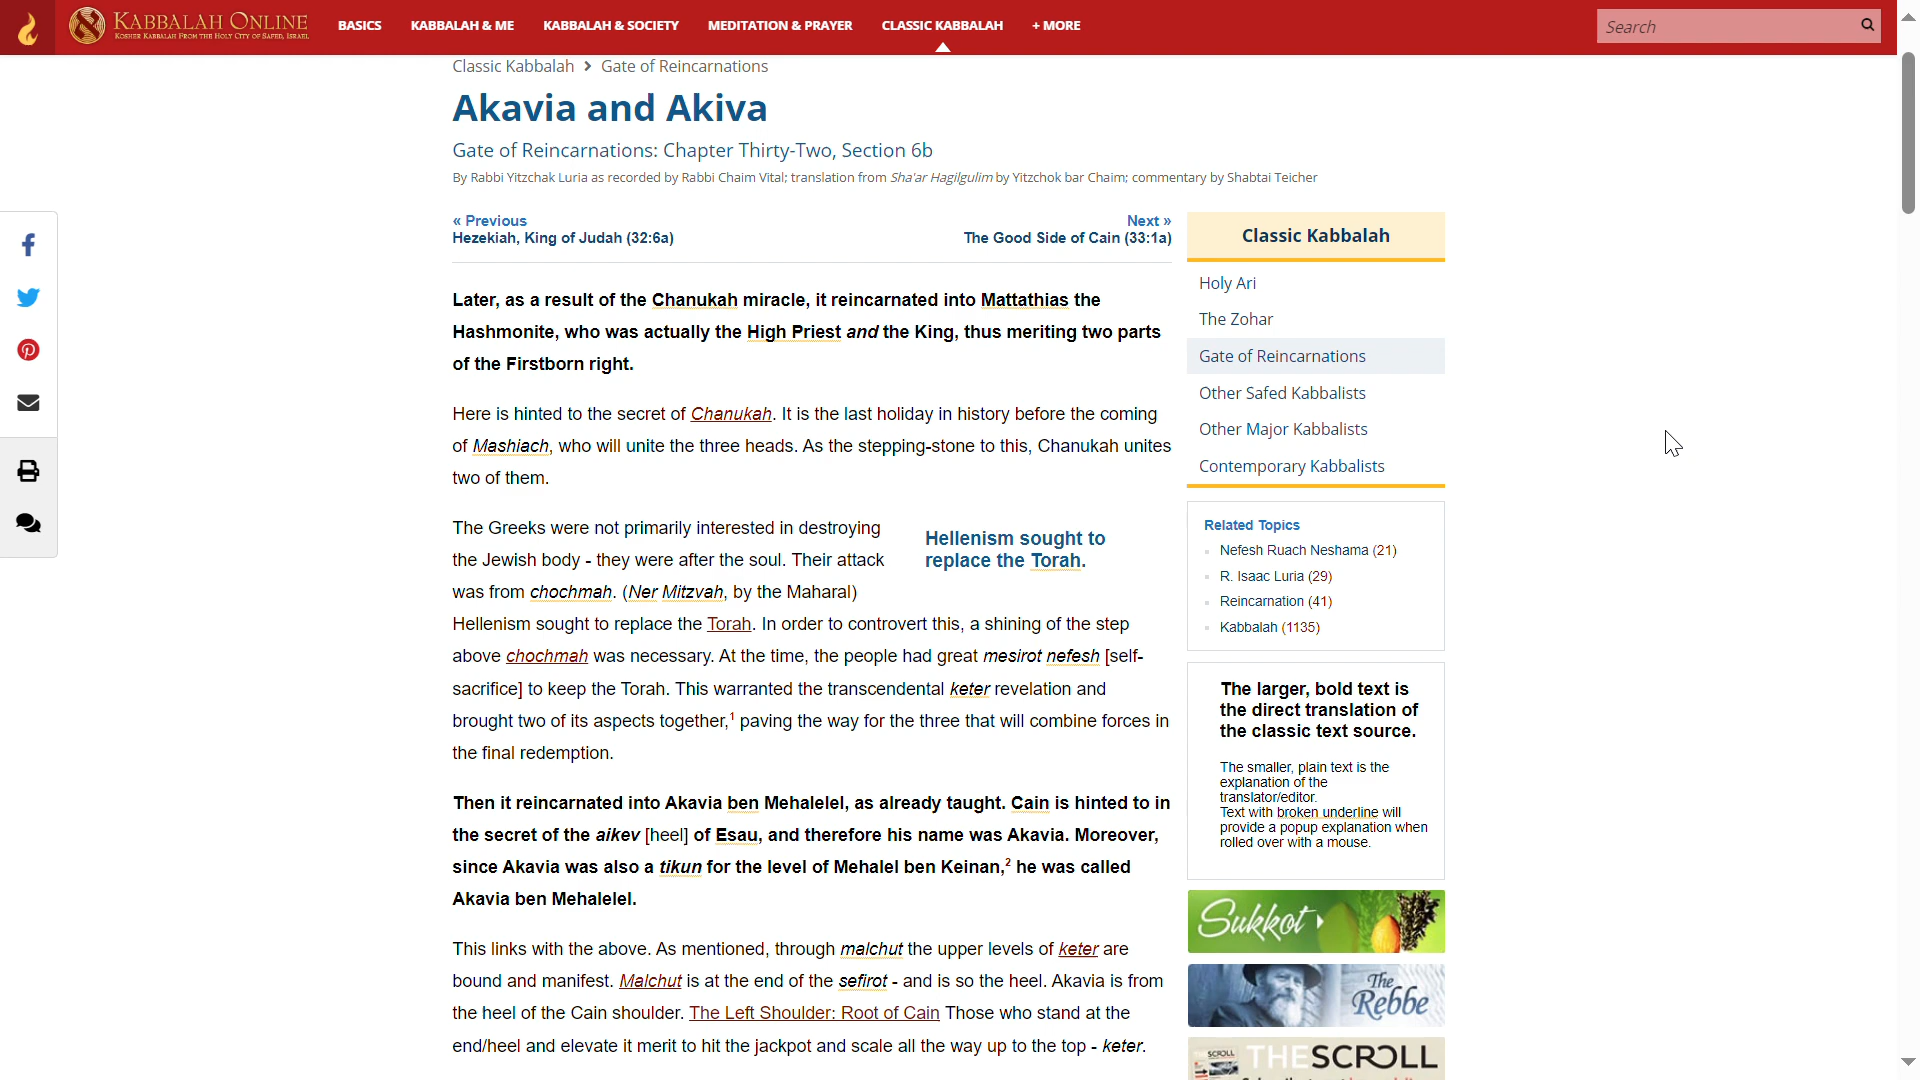 KABBALAH ONLINE
KOSHER KABBALAH FROM THE HOLY CITY OF SAFED, ISRAEL
BASICS
KABBALAH & ME
KABBALAH & SOCIETY
MEDITATION & PRAYER
CLASSIC KABBALAH
+ MORE
Search
Classic Kabbalah > Gate of Reincarnations
Akavia and Akiva
Gate of Reincarnations: Chapter Thirty-Two, Section 6b
By Rabbi Yitzchak Luria as recorded by Rabbi Chaim Vital; translation from Sha'ar Hagilgulim by Yitzchok bar Chaim; commentary by Shabtai Teicher
« Previous
Hezekiah, King of Judah (32:6a)
Next »
The Good Side of Cain (33:1a)
Later, as a result of the Chanukah miracle, it reincarnated into Mattathias the
Hashmonite, who was actually the High Priest and the King, thus meriting two parts
of the Firstborn right.
Here is hinted to the secret of Chanukah. It is the last holiday in history before the coming
of Mashiach, who will unite the three heads. As the stepping-stone to this, Chanukah unites
two of them.
The Greeks were not primarily interested in destroying
the Jewish body - they were after the soul. Their attack
was from chochmah. (Ner Mitzvah, by the Maharal)
Hellenism sought to
replace the Torah.
Hellenism sought to replace the Torah. In order to controvert this, a shining of the step
above chochmah was necessary. At the time, the people had great mesirot nefesh [self-
sacrifice] to keep the Torah. This warranted the transcendental keter revelation and
brought two of its aspects together,1 paving the way for the three that will combine forces in
the final redemption.
Then it reincarnated into Akavia ben Mehalelel, as already taught. Cain is hinted to in
the secret of the aikev [heel] of Esau, and therefore his name was Akavia. Moreover,
since Akavia was also a tikun for the level of Mehalel ben Keinan,2 he was called
Akavia ben Mehalelel.
This links with the above. As mentioned, through malchut the upper levels of keter are
bound and manifest. Malchut is at the end of the sefirot - and is so the heel. Akavia is from
the heel of the Cain shoulder. The Left Shoulder: Root of Cain Those who stand at the
end/heel and elevate it merit to hit the jackpot and scale all the way up to the top - keter.
Classic Kabbalah
Holy Ari
The Zohar
Gate of Reincarnations
Other Safed Kabbalists
Other Major Kabbalists
Contemporary Kabbalists
Related Topics
Nefesh Ruach Neshama (21)
R. Isaac Luria (29)
Reincarnation (41)
Kabbalah (1135)
The larger, bold text is
the direct translation of
the classic text source.
The smaller, plain text is the
explanation of the
translator/editor.
Text with broken underline will
provide a popup explanation when
rolled over with a mouse.
Sukkot
The
Rebbe
SCROLL
THE SCROLL